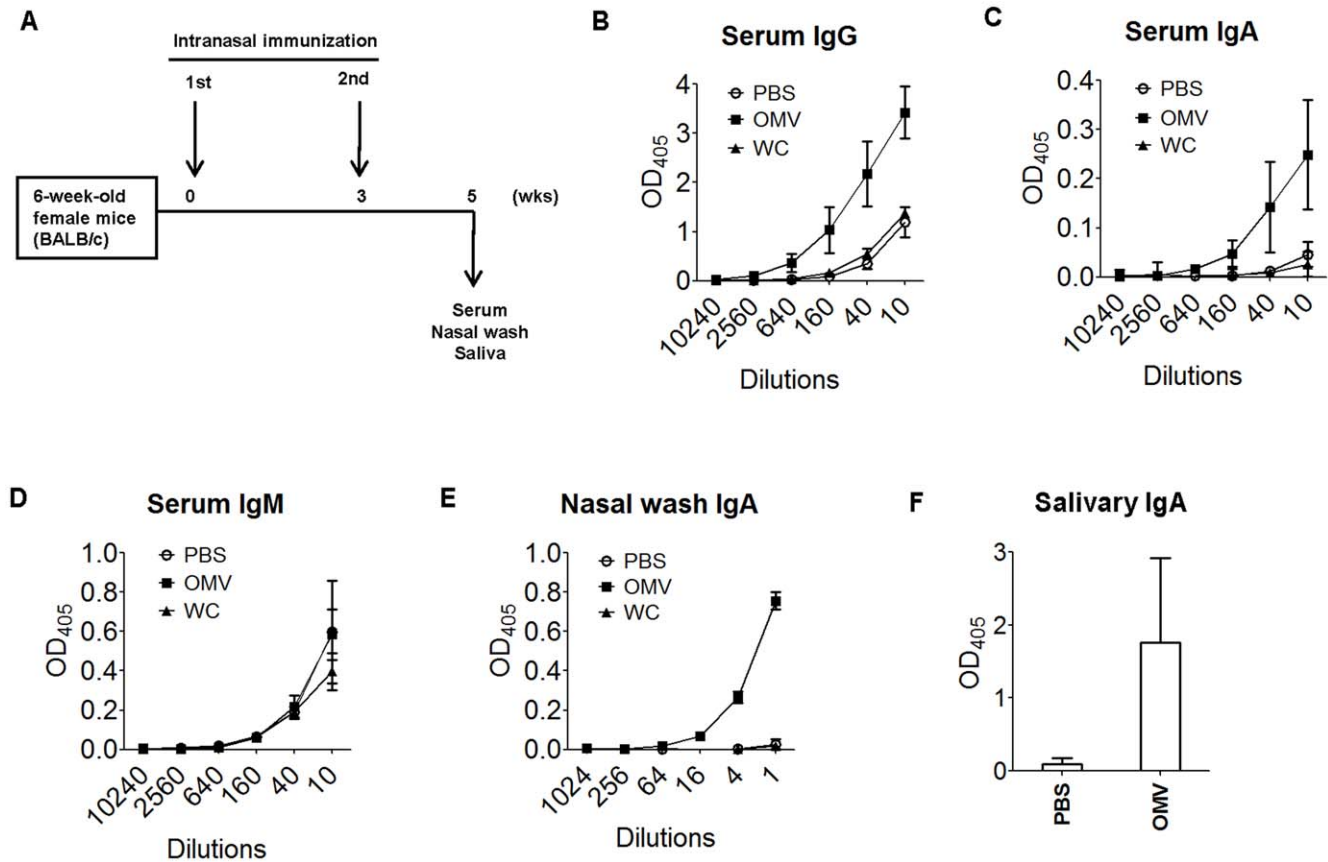 A
Intranasal immunization
1st
2nd
0
3
5
(wks)
6-week-old
female mice
(BALB/c)
Serum
Nasal wash
Saliva
B
Serum IgG
PBS
OMV
WC
OD405
4
3
2
1
0
10240
2560
640
160
40
10
Dilutions
C
Serum IgA
PBS
OMV
WC
OD405
0.4
0.3
0.2
0.1
0.0
10240
2560
640
160
40
10
Dilutions
D
Serum IgM
PBS
OMV
WC
OD405
1.0
0.8
0.6
0.4
0.2
0.0
10240
2560
640
160
40
10
Dilutions
E
Nasal wash IgA
PBS
OMV
WC
OD405
1.0
0.8
0.6
0.4
0.2
0.0
1024
256
64
16
4
1
Dilutions
F
Salivary IgA
OD405
3
2
1
0
PBS
OMV